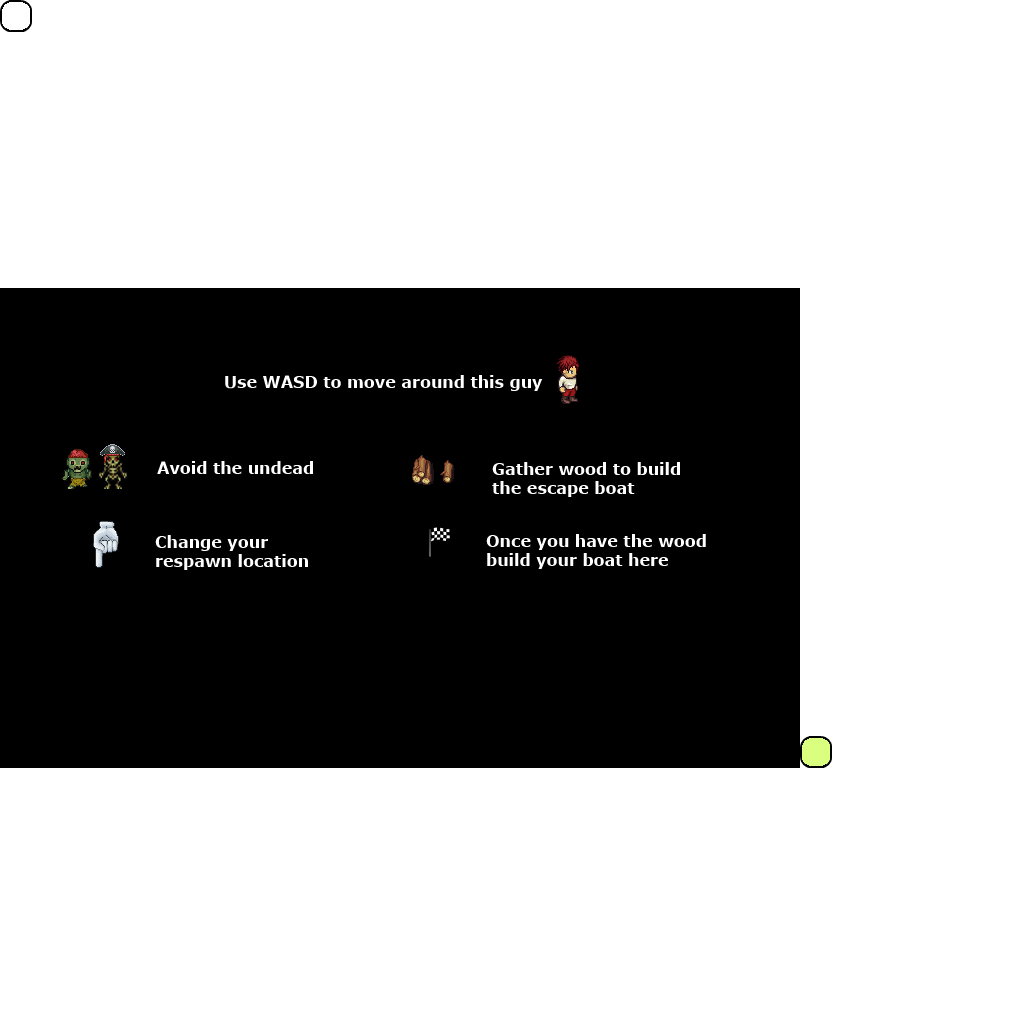 Use WASD to move around this guy
Avoid the undead
Gather wood to build
the escape boat
Change your
respawn location
Once you have the wood
build your boat here